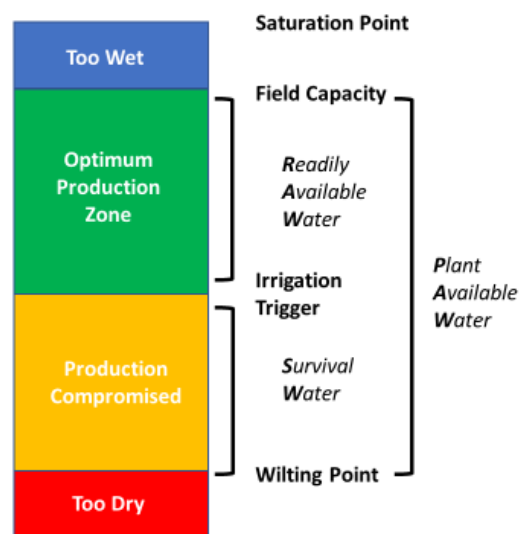 Saturation Point
Too Wet
Field Capacity
Optimum
Production
Zone
Readily
Available
Water
Irrigation
Trigger
Plant
Available
Water
Production
Compromised
Survival
Water
Wilting Point
Too Dry